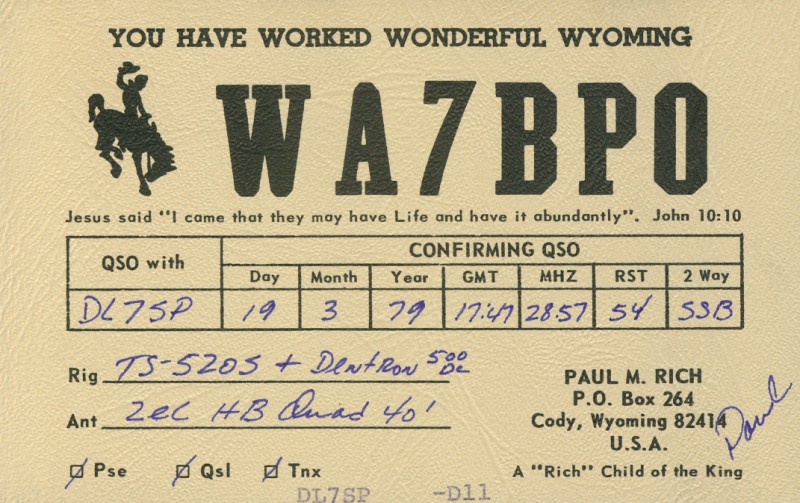 YOU HAVE WORKED WONDERFUL WYOMING
WA7BPO
Jesus said "I came that they may have Life and have it abundantly". John 10:10
QSO with CONFIRMING QSO
Day Month Year GMT MHZ RST 2 Way
DL7SP 19 3 79 17:47 28.57 54 SSB
Rig TS-520S + DENTRON 500 DC
Ant 2el HB Quad 40'
PAUL M. RICH
P.O. Box 264
Cody, Wyoming 82414
U.S.A.
Paul
Pse Qsl Tnx
A "Rich" Child of the King
DL7SP -D11